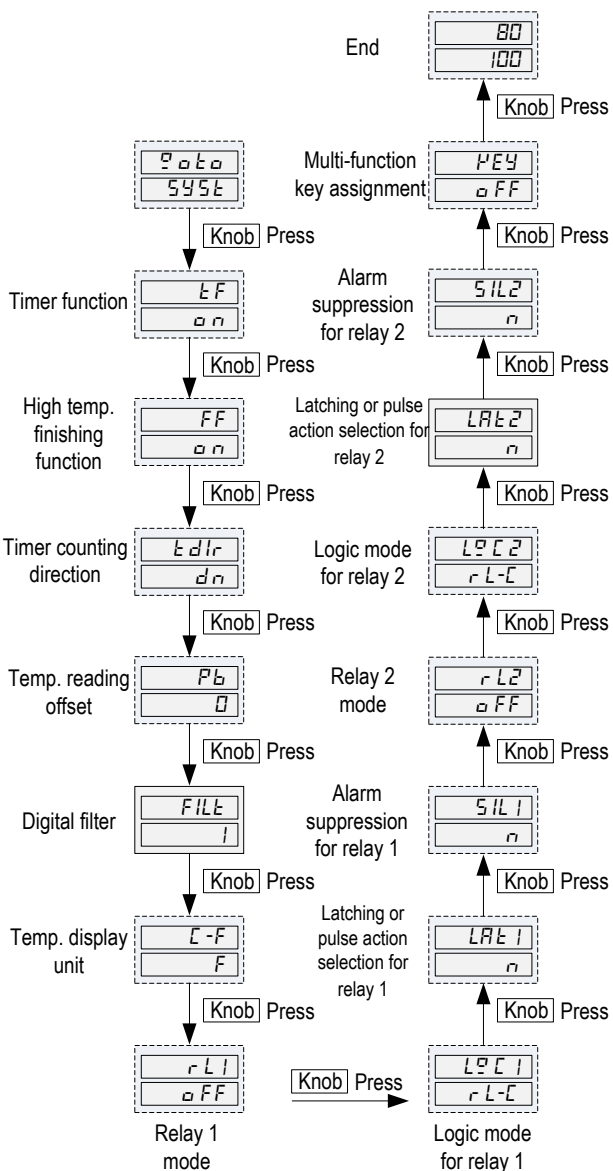 goto
SYSt
Knob Press
Timer function
tF
on
Knob Press
High temp.
finishing
function
FF
on
Knob Press
Timer counting
direction
tdIr
dn
Knob Press
Temp. reading
offset
Pb
0
Knob Press
Digital filter
FILt
1
Knob Press
Temp. display
unit
C-F
F
Knob Press
rL1
oFF
Relay 1
mode
Knob Press
LgC1
rL-C
Logic mode
for relay 1
Knob Press
Latching or
pulse action
selection for
relay 1
LAt1
n
Knob Press
Alarm
suppression
for relay 1
SIL1
n
Knob Press
Relay 2
mode
rL2
oFF
Knob Press
Logic mode
for relay 2
LgC2
rL-C
Knob Press
Latching or pulse
action selection for
relay 2
LAt2
n
Knob Press
Alarm
suppression
for relay 2
SIL2
n
Knob Press
Multi-function
key assignment
KEY
oFF
Knob Press
End
80
100